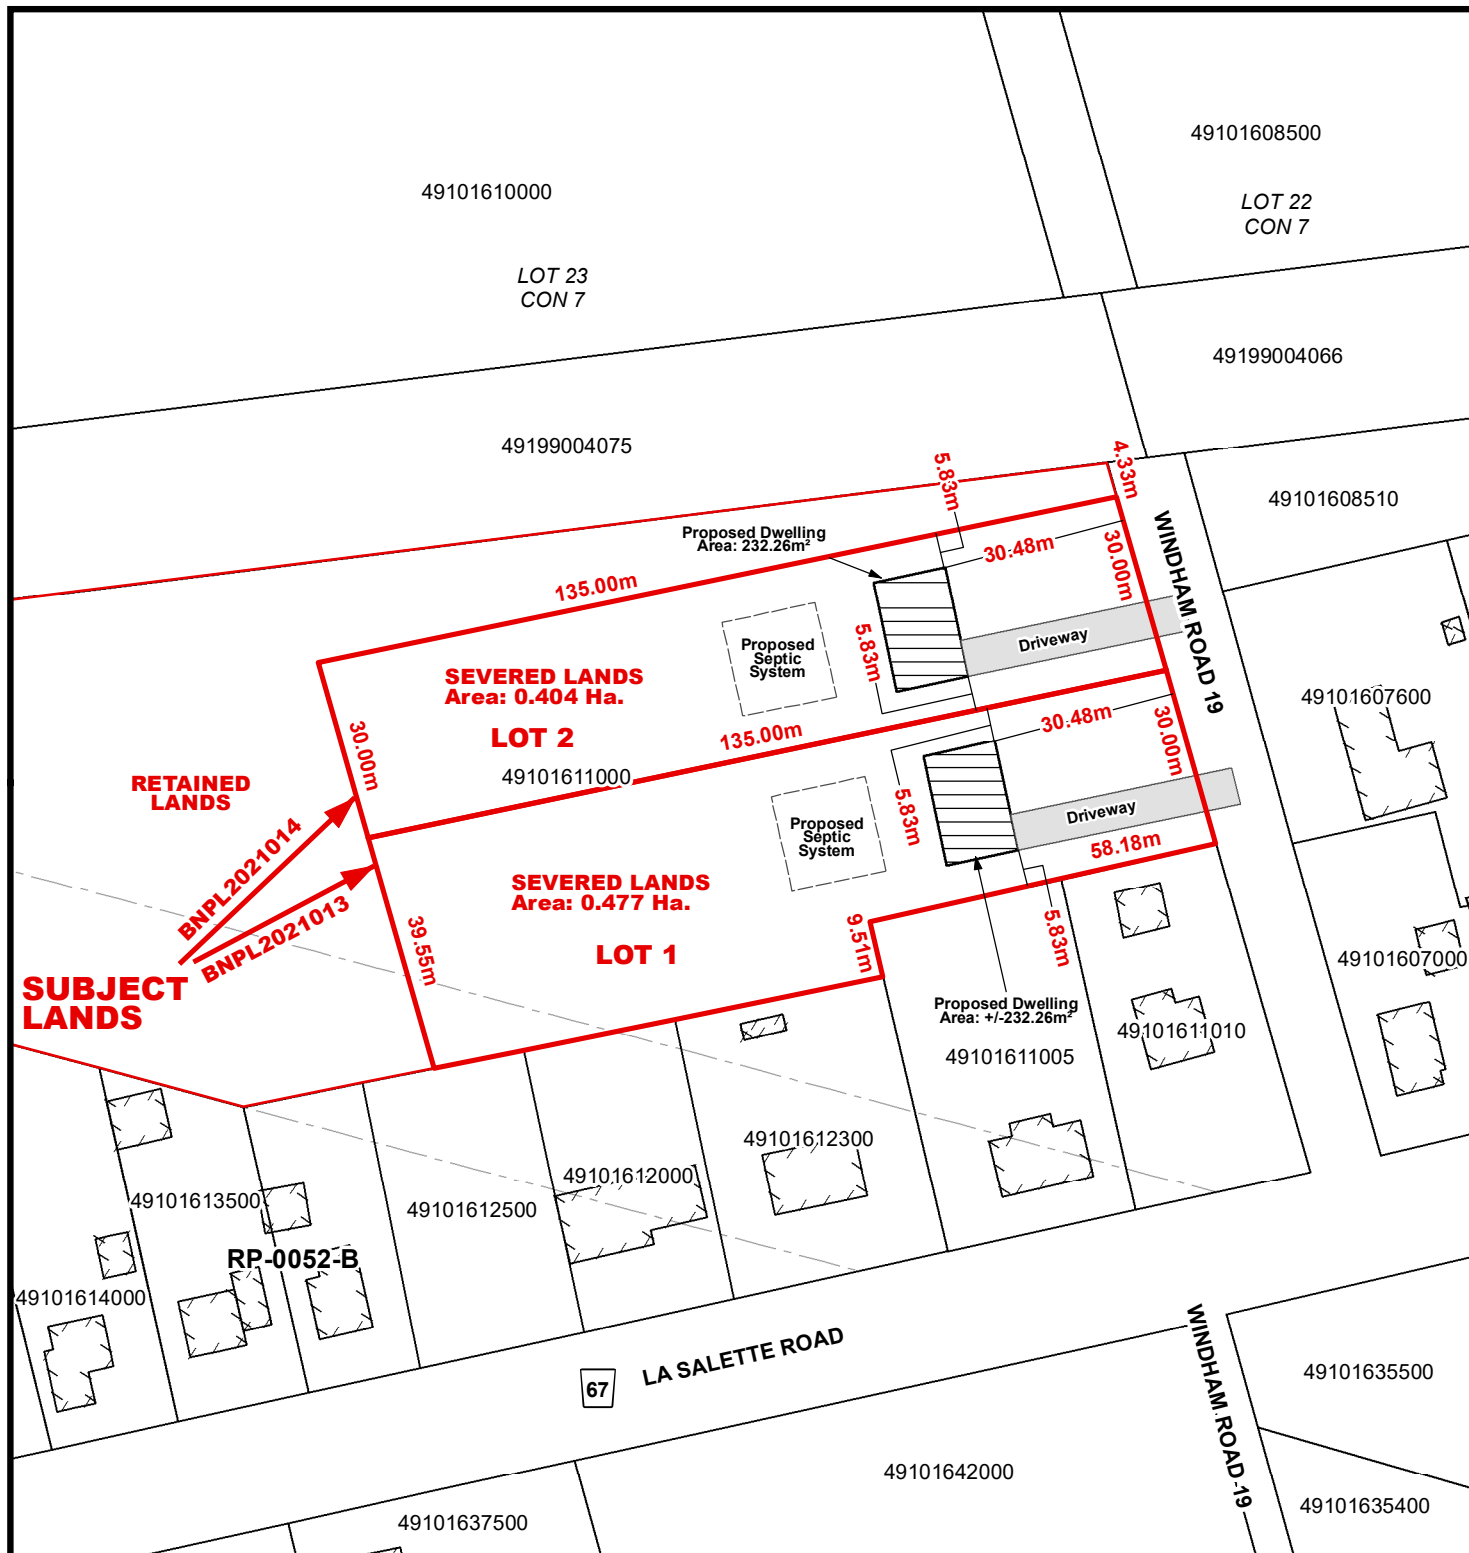 49101608500
49101610000
LOT 22
CON 7
LOT 23
CON 7
49199004066
49199004075
4.33m
5.83m
49101608510
Proposed Dwelling
Area: 232.26m²
30.48m
30.00m
WINDHAM ROAD 19
135.00m
Driveway
5.83m
Proposed
Septic
System
SEVERED LANDS
Area: 0.404 Ha.
LOT 2
49101607600
30.00m
135.00m
30.48m
30.00m
49101611000
RETAINED
LANDS
5.83m
Driveway
Proposed
Septic
System
58.18m
BNPL2021014
SEVERED LANDS
Area: 0.477 Ha.
LOT 1
BNPL2021013
39.55m
9.51m
5.83m
49101607000
SUBJECT
LANDS
Proposed Dwelling
Area: +/-232.26m²
49101611010
49101611005
49101612300
49101612000
49101613500
49101612500
RP-0052-B
49101614000
LA SALETTE ROAD
67
WINDHAM ROAD 19
49101635500
49101642000
49101635400
49101637500